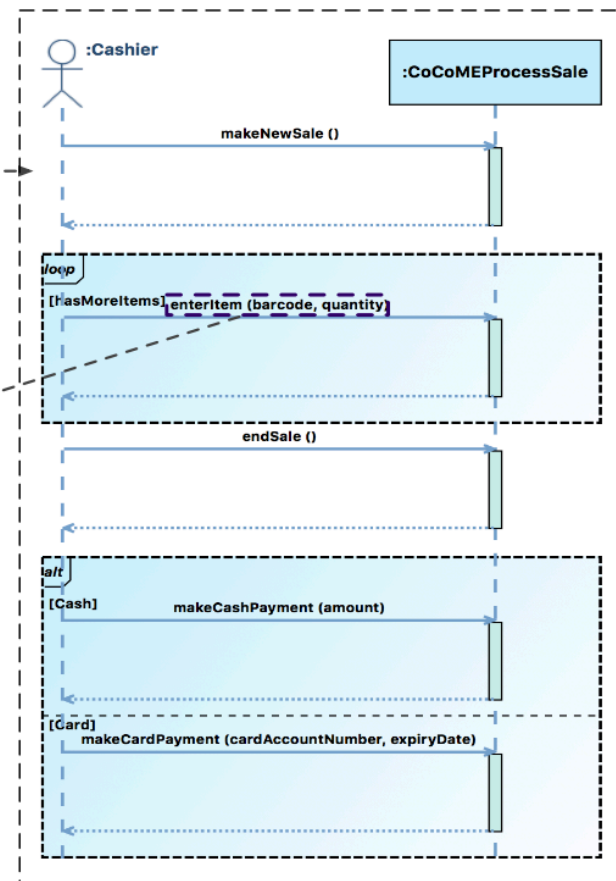 :Cashier
:CoCoMEProcessSale
makeNewSale ()
loop
[hasMoreItems]
enterItem (barcode, quantity)
endSale ()
alt
[Cash]
makeCashPayment (amount)
[Card]
makeCardPayment (cardAccountNumber, expiryDate)